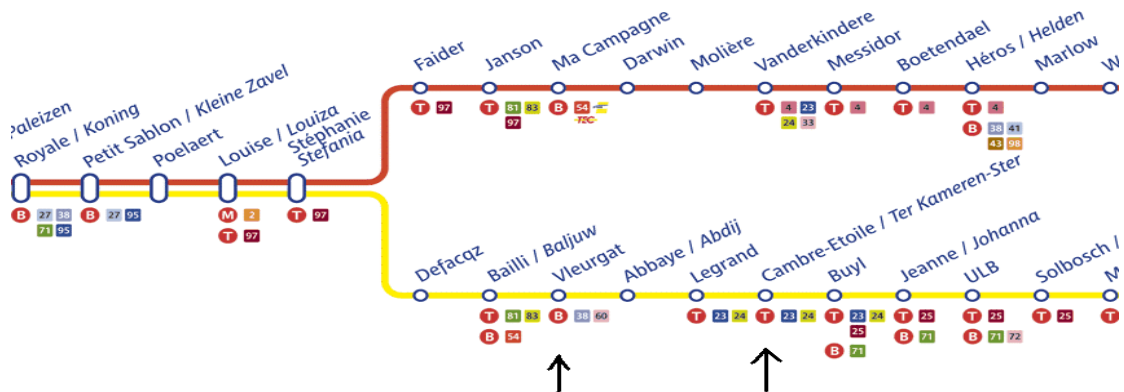 Paleizen
Royale / Koning
Petit Sablon / Kleine Zavel
Poelaert
Louise / Louiza
Stéphanie
Stefania
Faider
Janson
Ma Campagne
Darwin
Molière
Vanderkindere
Messidor
Boetendael
Héros / Helden
Marlow
W
T 97
T 81 83
97
B 54
TEC
T 4 23
24 33
T 4
T 4
T 4
B 38 41
43 98
B 27 38
71 95
B 27 95
M 2
T 97
T 97
Defacqz
Bailli / Baljuw
Vleurgat
Abbaye / Abdij
Legrand
Cambre-Etoile / Ter Kameren-Ster
Buyl
Jeanne / Johanna
ULB
Solbosch /
M
T 81 83
B 54
B 38 60
T 23 24
T 23 24
T 23 24
25
B 71
T 25
B 71
T 25
B 71 72
T 25
T